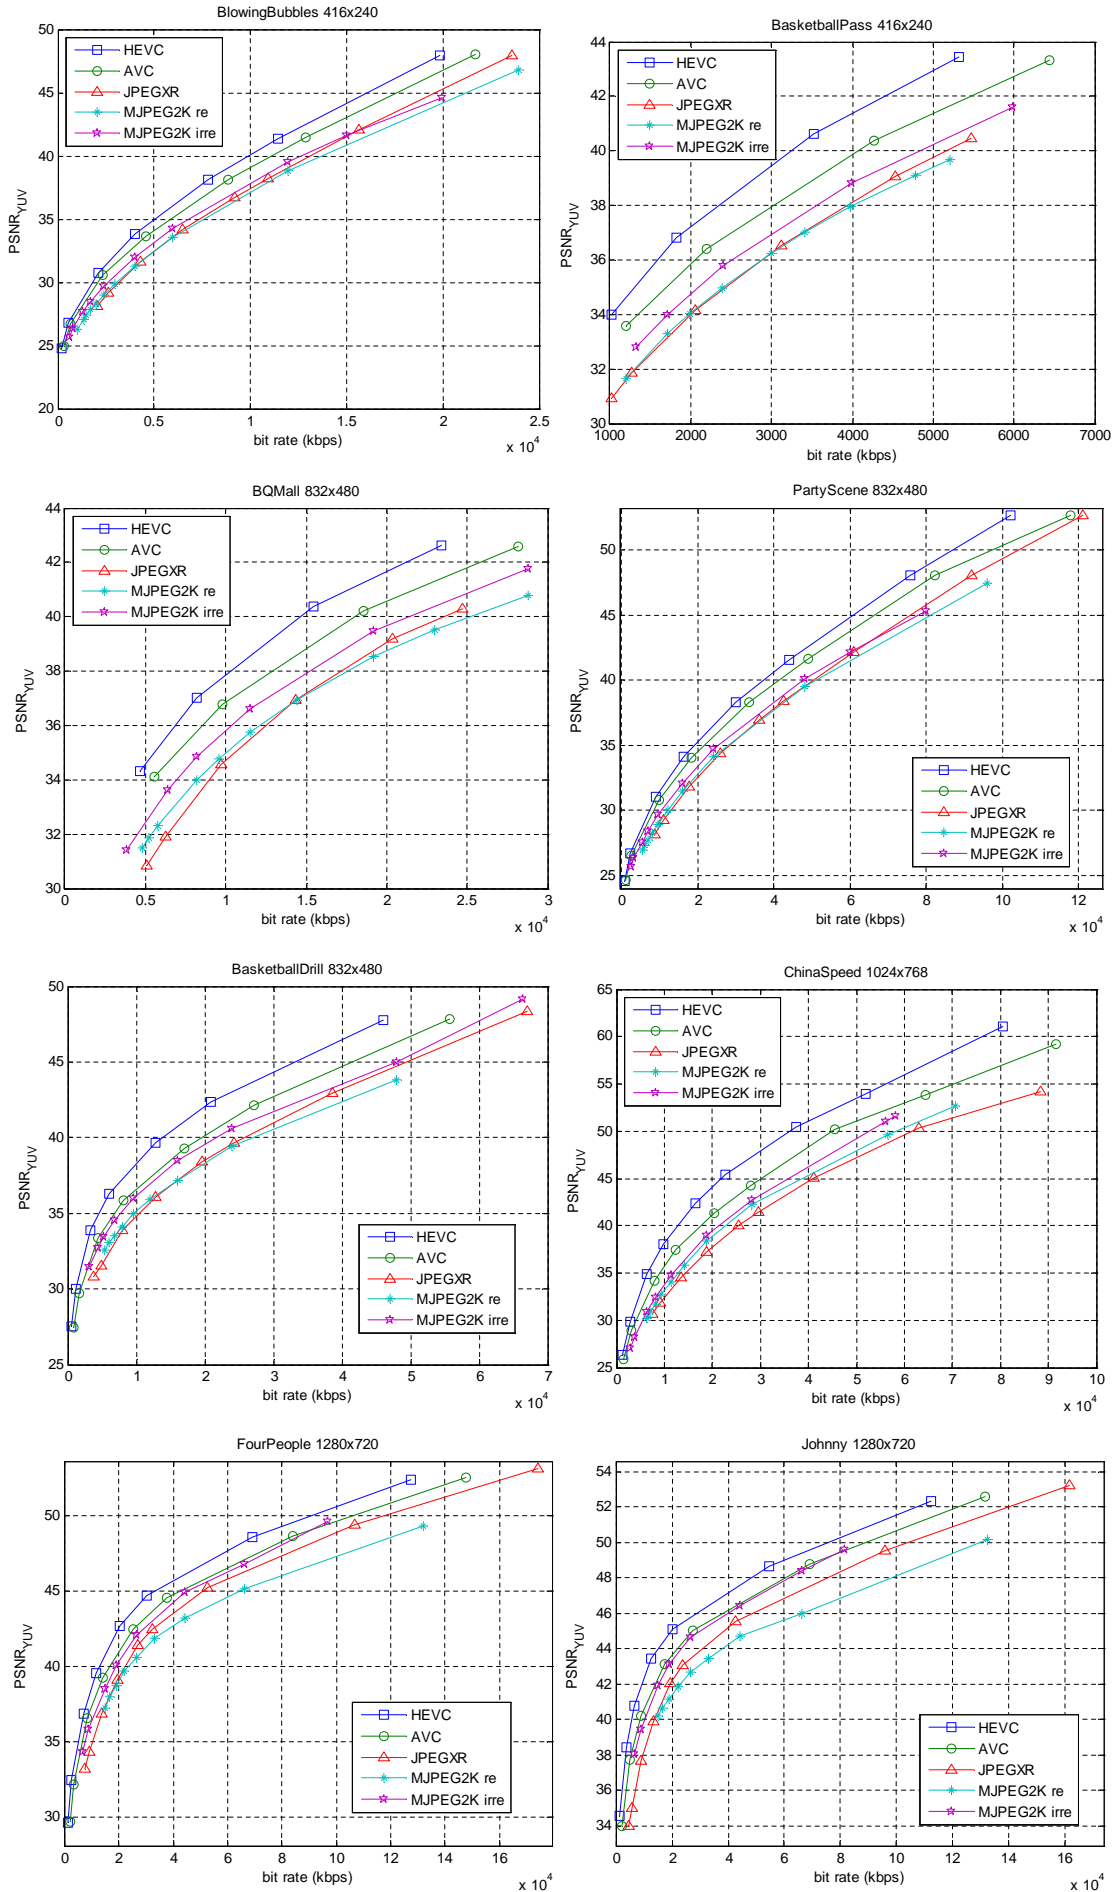 BlowingBubbles 416x240
50
45
40
35
30
25
20
0
0.5
1
1.5
2
2.5
x 10^4
bit rate (kbps)
PSNR_YUV
HEVC
AVC
JPEGXR
MJPEG2K re
MJPEG2K irre
BasketballPass 416x240
44
42
40
38
36
34
32
30
1000
2000
3000
4000
5000
6000
7000
bit rate (kbps)
PSNR_YUV
HEVC
AVC
JPEGXR
MJPEG2K re
MJPEG2K irre
BQMall 832x480
44
42
40
38
36
34
32
30
0
0.5
1
1.5
2
2.5
3
x 10^4
bit rate (kbps)
PSNR_YUV
HEVC
AVC
JPEGXR
MJPEG2K re
MJPEG2K irre
PartyScene 832x480
50
45
40
35
30
25
0
2
4
6
8
10
12
x 10^4
bit rate (kbps)
PSNR_YUV
HEVC
AVC
JPEGXR
MJPEG2K re
MJPEG2K irre
BasketballDrill 832x480
50
45
40
35
30
25
0
1
2
3
4
5
6
7
x 10^4
bit rate (kbps)
PSNR_YUV
HEVC
AVC
JPEGXR
MJPEG2K re
MJPEG2K irre
ChinaSpeed 1024x768
65
60
55
50
45
40
35
30
25
0
1
2
3
4
5
6
7
8
9
10
x 10^4
bit rate (kbps)
PSNR_YUV
HEVC
AVC
JPEGXR
MJPEG2K re
MJPEG2K irre
FourPeople 1280x720
50
45
40
35
30
0
2
4
6
8
10
12
14
16
x 10^4
bit rate (kbps)
PSNR_YUV
HEVC
AVC
JPEGXR
MJPEG2K re
MJPEG2K irre
Johnny 1280x720
54
52
50
48
46
44
42
40
38
36
34
0
2
4
6
8
10
12
14
16
x 10^4
bit rate (kbps)
PSNR_YUV
HEVC
AVC
JPEGXR
MJPEG2K re
MJPEG2K irre